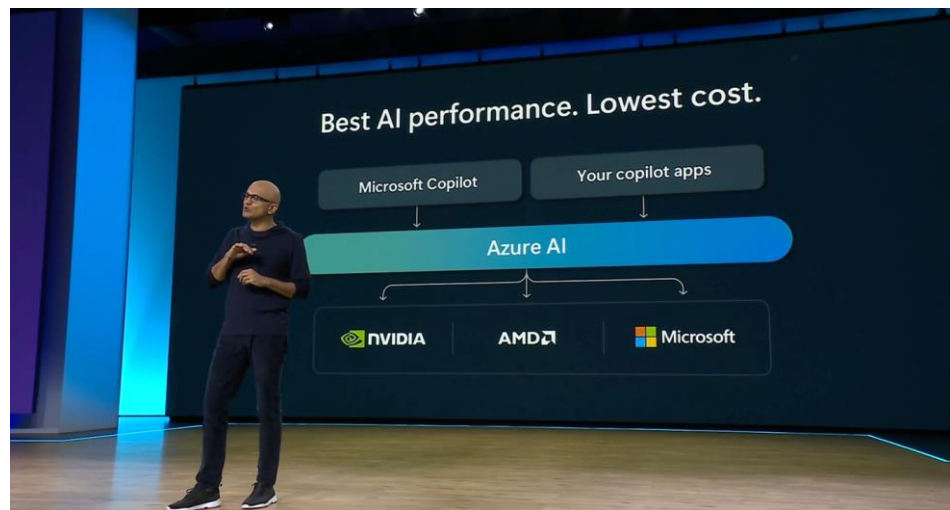 Best AI performance. Lowest cost.
Microsoft Copilot
Your copilot apps
Azure AI
NVIDIA
AMD
Microsoft